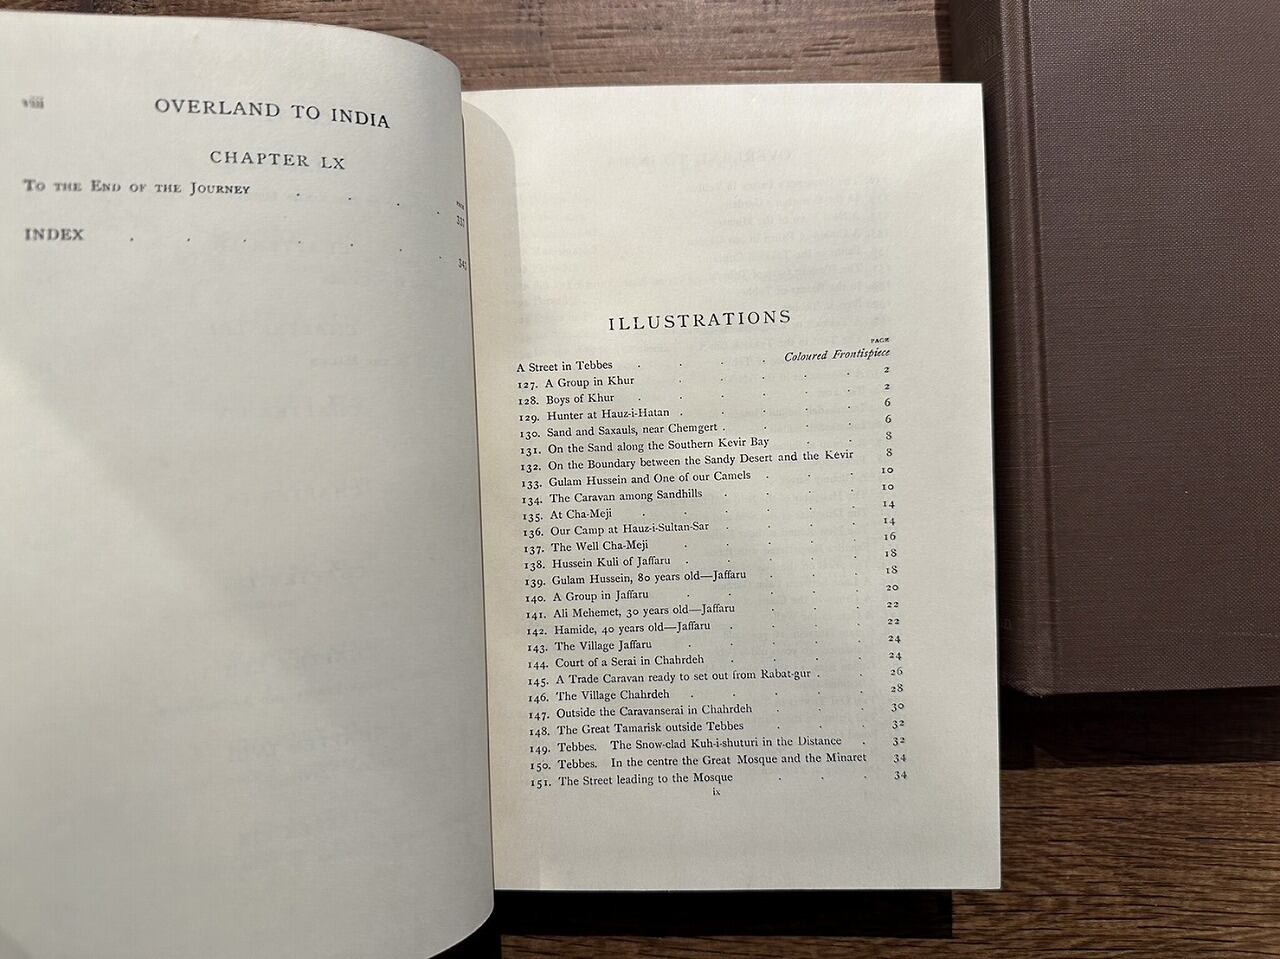 viii
OVERLAND TO INDIA
CHAPTER LX
PAGE
To the End of the Journey . . . . . 337
INDEX . . . . . . . 341
ILLUSTRATIONS
PAGE
A Street in Tebbes . . . Coloured Frontispiece
127. A Group in Khur . . . . . 2
128. Boys of Khur . . . . . 2
129. Hunter at Hauz-i-Hatan . . . . 6
130. Sand and Saxauls, near Chemgert . . . 6
131. On the Sand along the Southern Kevir Bay . . 8
132. On the Boundary between the Sandy Desert and the Kevir 8
133. Gulam Hussein and One of our Camels . . . 10
134. The Caravan among Sandhills . . . . 10
135. At Cha-Meji . . . . . 14
136. Our Camp at Hauz-i-Sultan-Sar . . . . 14
137. The Well Cha-Meji . . . . 16
138. Hussein Kuli of Jaffaru . . . . 18
139. Gulam Hussein, 80 years old—Jaffaru . . . 18
140. A Group in Jaffaru . . . . 20
141. Ali Mehemet, 30 years old—Jaffaru . . . 22
142. Hamide, 40 years old—Jaffaru . . . . 22
143. The Village Jaffaru . . . . . 24
144. Court of a Serai in Chahrdeh . . . . 24
145. A Trade Caravan ready to set out from Rabat-gur . . 26
146. The Village Chahrdeh . . . . . 28
147. Outside the Caravanserai in Chahrdeh . . . 30
148. The Great Tamarisk outside Tebbes . . . 32
149. Tebbes. The Snow-clad Kuh-i-shuturi in the Distance . 32
150. Tebbes. In the centre the Great Mosque and the Minaret 34
151. The Street leading to the Mosque . . . 34
ix